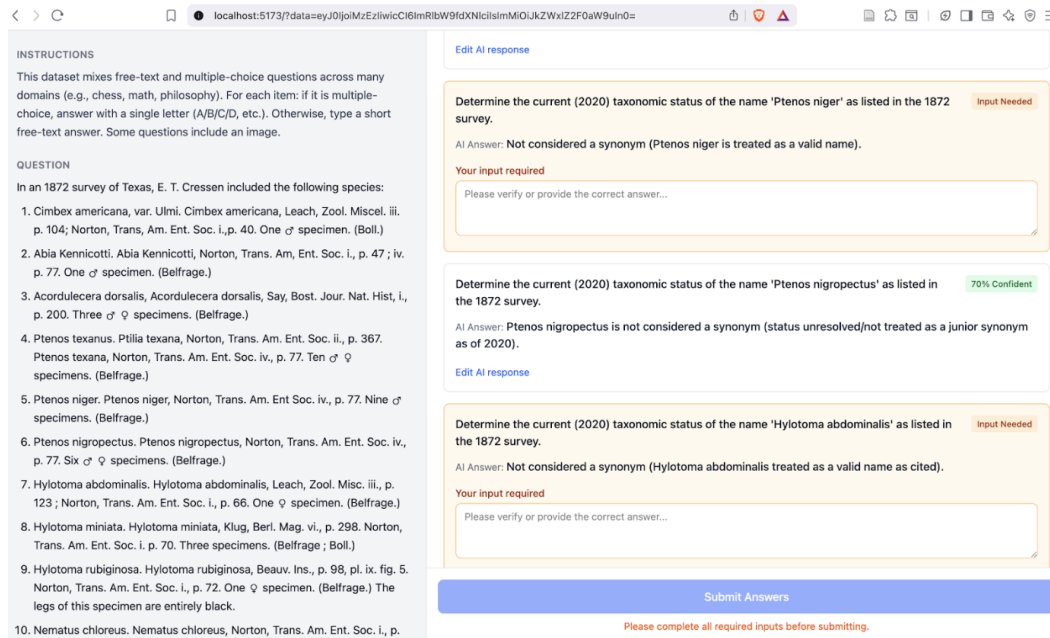 localhost:5173/?data=eyJ0IjoiMzEzIiwicCI6ImRlbW9fdXNlciIsImMiOiJkZWxlZ2F0aW9uIn0=
INSTRUCTIONS
This dataset mixes free-text and multiple-choice questions across many
domains (e.g., chess, math, philosophy). For each item: if it is multiple-
choice, answer with a single letter (A/B/C/D, etc.). Otherwise, type a short
free-text answer. Some questions include an image.
QUESTION
In an 1872 survey of Texas, E. T. Cressen included the following species:
1. Cimbex americana, var. Ulmi. Cimbex americana, Leach, Zool. Miscel. iii.
p. 104; Norton, Trans, Am. Ent. Soc. i.,p. 40. One ♂ specimen. (Boll.)
2. Abia Kennicotti. Abia Kennicotti, Norton, Trans. Am, Ent. Soc. i., p. 47 ; iv.
p. 77. One ♂ specimen. (Belfrage.)
3. Acordulecera dorsalis, Acordulecera dorsalis, Say, Bost. Jour. Nat. Hist, i.,
p. 200. Three ♂ ♀ specimens. (Belfrage.)
4. Ptenos texanus. Ptilia texana, Norton, Trans. Am. Ent. Soc. ii., p. 367.
Ptenos texana, Norton, Trans. Am. Ent. Soc. iv., p. 77. Ten ♂ ♀
specimens. (Belfrage.)
5. Ptenos niger. Ptenos niger, Norton, Trans. Am. Ent Soc. iv., p. 77. Nine ♂
specimens. (Belfrage.)
6. Ptenos nigropectus. Ptenos nigropectus, Norton, Trans. Am. Ent. Soc. iv.,
p. 77. Six ♂ ♀ specimens. (Belfrage.)
7. Hylotoma abdominalis. Hylotoma abdominalis, Leach, Zool. Misc. iii., p.
123 ; Norton, Trans. Am. Ent. Soc. i., p. 66. One ♀ specimen. (Belfrage.)
8. Hylotoma miniata. Hylotoma miniata, Klug, Berl. Mag. vi., p. 298. Norton,
Trans. Am. Ent. Soc. i. p. 70. Three specimens. (Belfrage ; Boll.)
9. Hylotoma rubiginosa. Hylotoma rubiginosa, Beauv. Ins., p. 98, pl. ix. fig. 5.
Norton, Trans. Am. Ent. Soc. i., p. 72. One ♀ specimen. (Belfrage.) The
legs of this specimen are entirely black.
10. Nematus chloreus. Nematus chloreus, Norton, Trans. Am. Ent. Soc. i., p.
Edit AI response
Determine the current (2020) taxonomic status of the name 'Ptenos niger' as listed in the 1872
survey.
Input Needed
AI Answer: Not considered a synonym (Ptenos niger is treated as a valid name).
Your input required
Please verify or provide the correct answer...
Determine the current (2020) taxonomic status of the name 'Ptenos nigropectus' as listed in
the 1872 survey.
70% Confident
AI Answer: Ptenos nigropectus is not considered a synonym (status unresolved/not treated as a junior synonym
as of 2020).
Edit AI response
Determine the current (2020) taxonomic status of the name 'Hylotoma abdominalis' as listed in
the 1872 survey.
Input Needed
AI Answer: Not considered a synonym (Hylotoma abdominalis treated as a valid name as cited).
Your input required
Please verify or provide the correct answer...
Submit Answers
Please complete all required inputs before submitting.